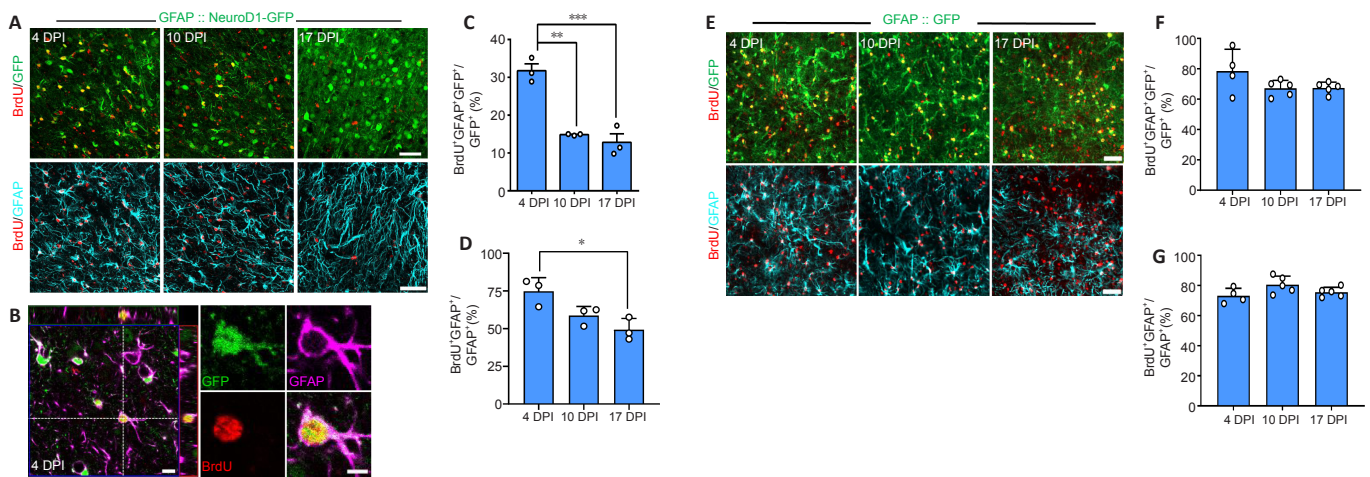 A
GFAP :: NeuroD1-GFP
BrdU/GFP
4 DPI
10 DPI
17 DPI
BrdU/GFAP
B
4 DPI
GFP
GFAP
BrdU
C
BrdU⁺GFAP⁺GFP⁺/
GFP⁺ (%)
40
30
20
10
0
**
***
4 DPI 10 DPI 17 DPI
D
BrdU⁺GFAP⁺/
GFAP⁺(%)
100
75
50
25
0
*
4 DPI 10 DPI 17 DPI
E
GFAP :: GFP
BrdU/GFP
4 DPI
10 DPI
17 DPI
BrdU/GFAP
F
BrdU⁺GFAP⁺GFP⁺/
GFP⁺ (%)
100
80
60
40
20
0
4 DPI 10 DPI 17 DPI
G
BrdU⁺GFAP⁺/
GFAP⁺(%)
100
80
60
40
20
0
4 DPI 10 DPI 17 DPI